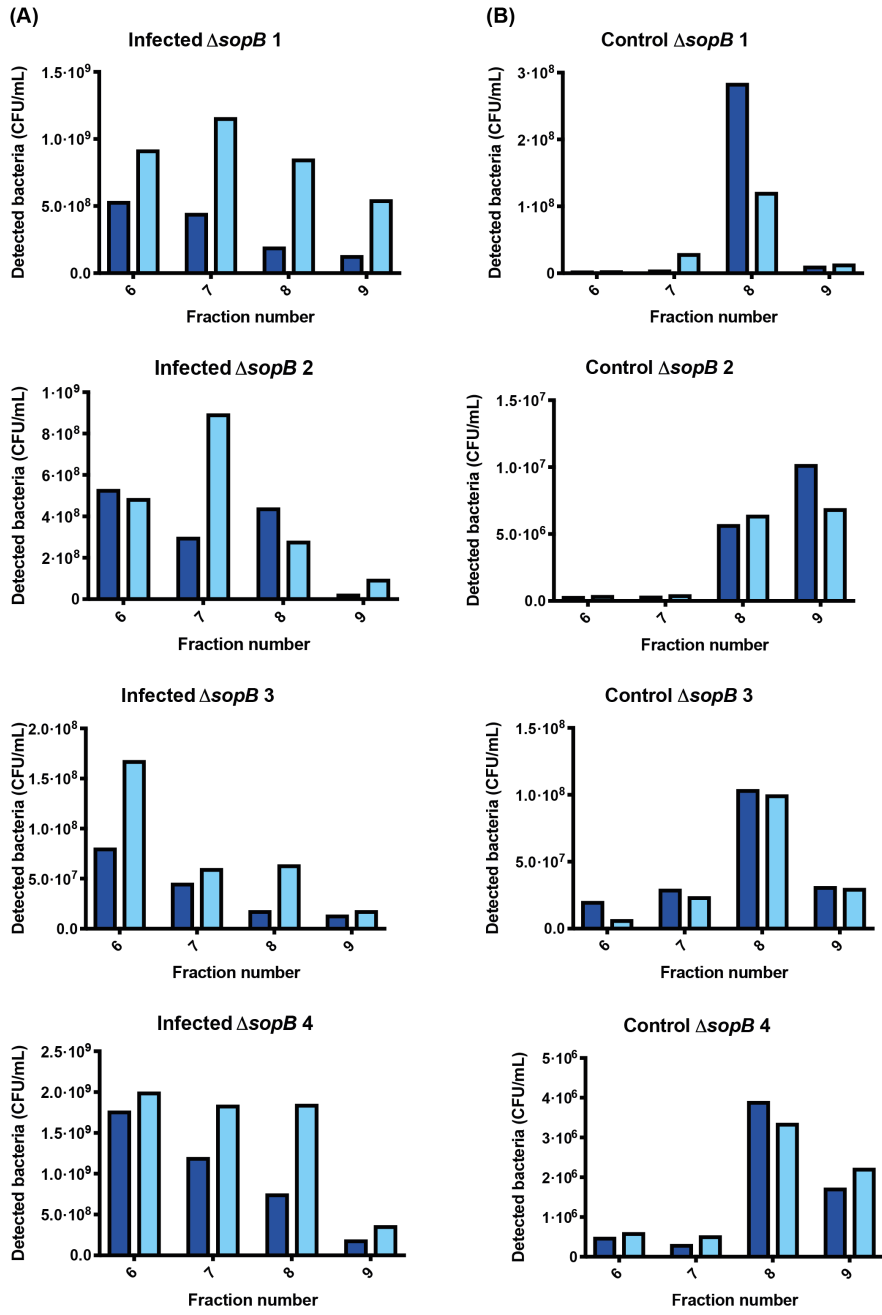 (A)
Infected ΔsopB 1
Detected bacteria (CFU/mL)
1.5·10⁹
1.0·10⁹
5.0·10⁸
0.0
6 7 8 9
Fraction number
(B)
Control ΔsopB 1
Detected bacteria (CFU/mL)
3·10⁸
2·10⁸
1·10⁸
0
6 7 8 9
Fraction number
Infected ΔsopB 2
Detected bacteria (CFU/mL)
1·10⁹
8·10⁸
6·10⁸
4·10⁸
2·10⁸
0
6 7 8 9
Fraction number
Control ΔsopB 2
Detected bacteria (CFU/mL)
1.5·10⁷
1.0·10⁷
5.0·10⁶
0.0
6 7 8 9
Fraction number
Infected ΔsopB 3
Detected bacteria (CFU/mL)
2.0·10⁸
1.5·10⁸
1.0·10⁸
5.0·10⁷
0.0
6 7 8 9
Fraction number
Control ΔsopB 3
Detected bacteria (CFU/mL)
1.5·10⁸
1.0·10⁸
5.0·10⁷
0.0
6 7 8 9
Fraction number
Infected ΔsopB 4
Detected bacteria (CFU/mL)
2.5·10⁹
2.0·10⁹
1.5·10⁹
1.0·10⁹
5.0·10⁸
0.0
6 7 8 9
Fraction number
Control ΔsopB 4
Detected bacteria (CFU/mL)
5·10⁶
4·10⁶
3·10⁶
2·10⁶
1·10⁶
0
6 7 8 9
Fraction number